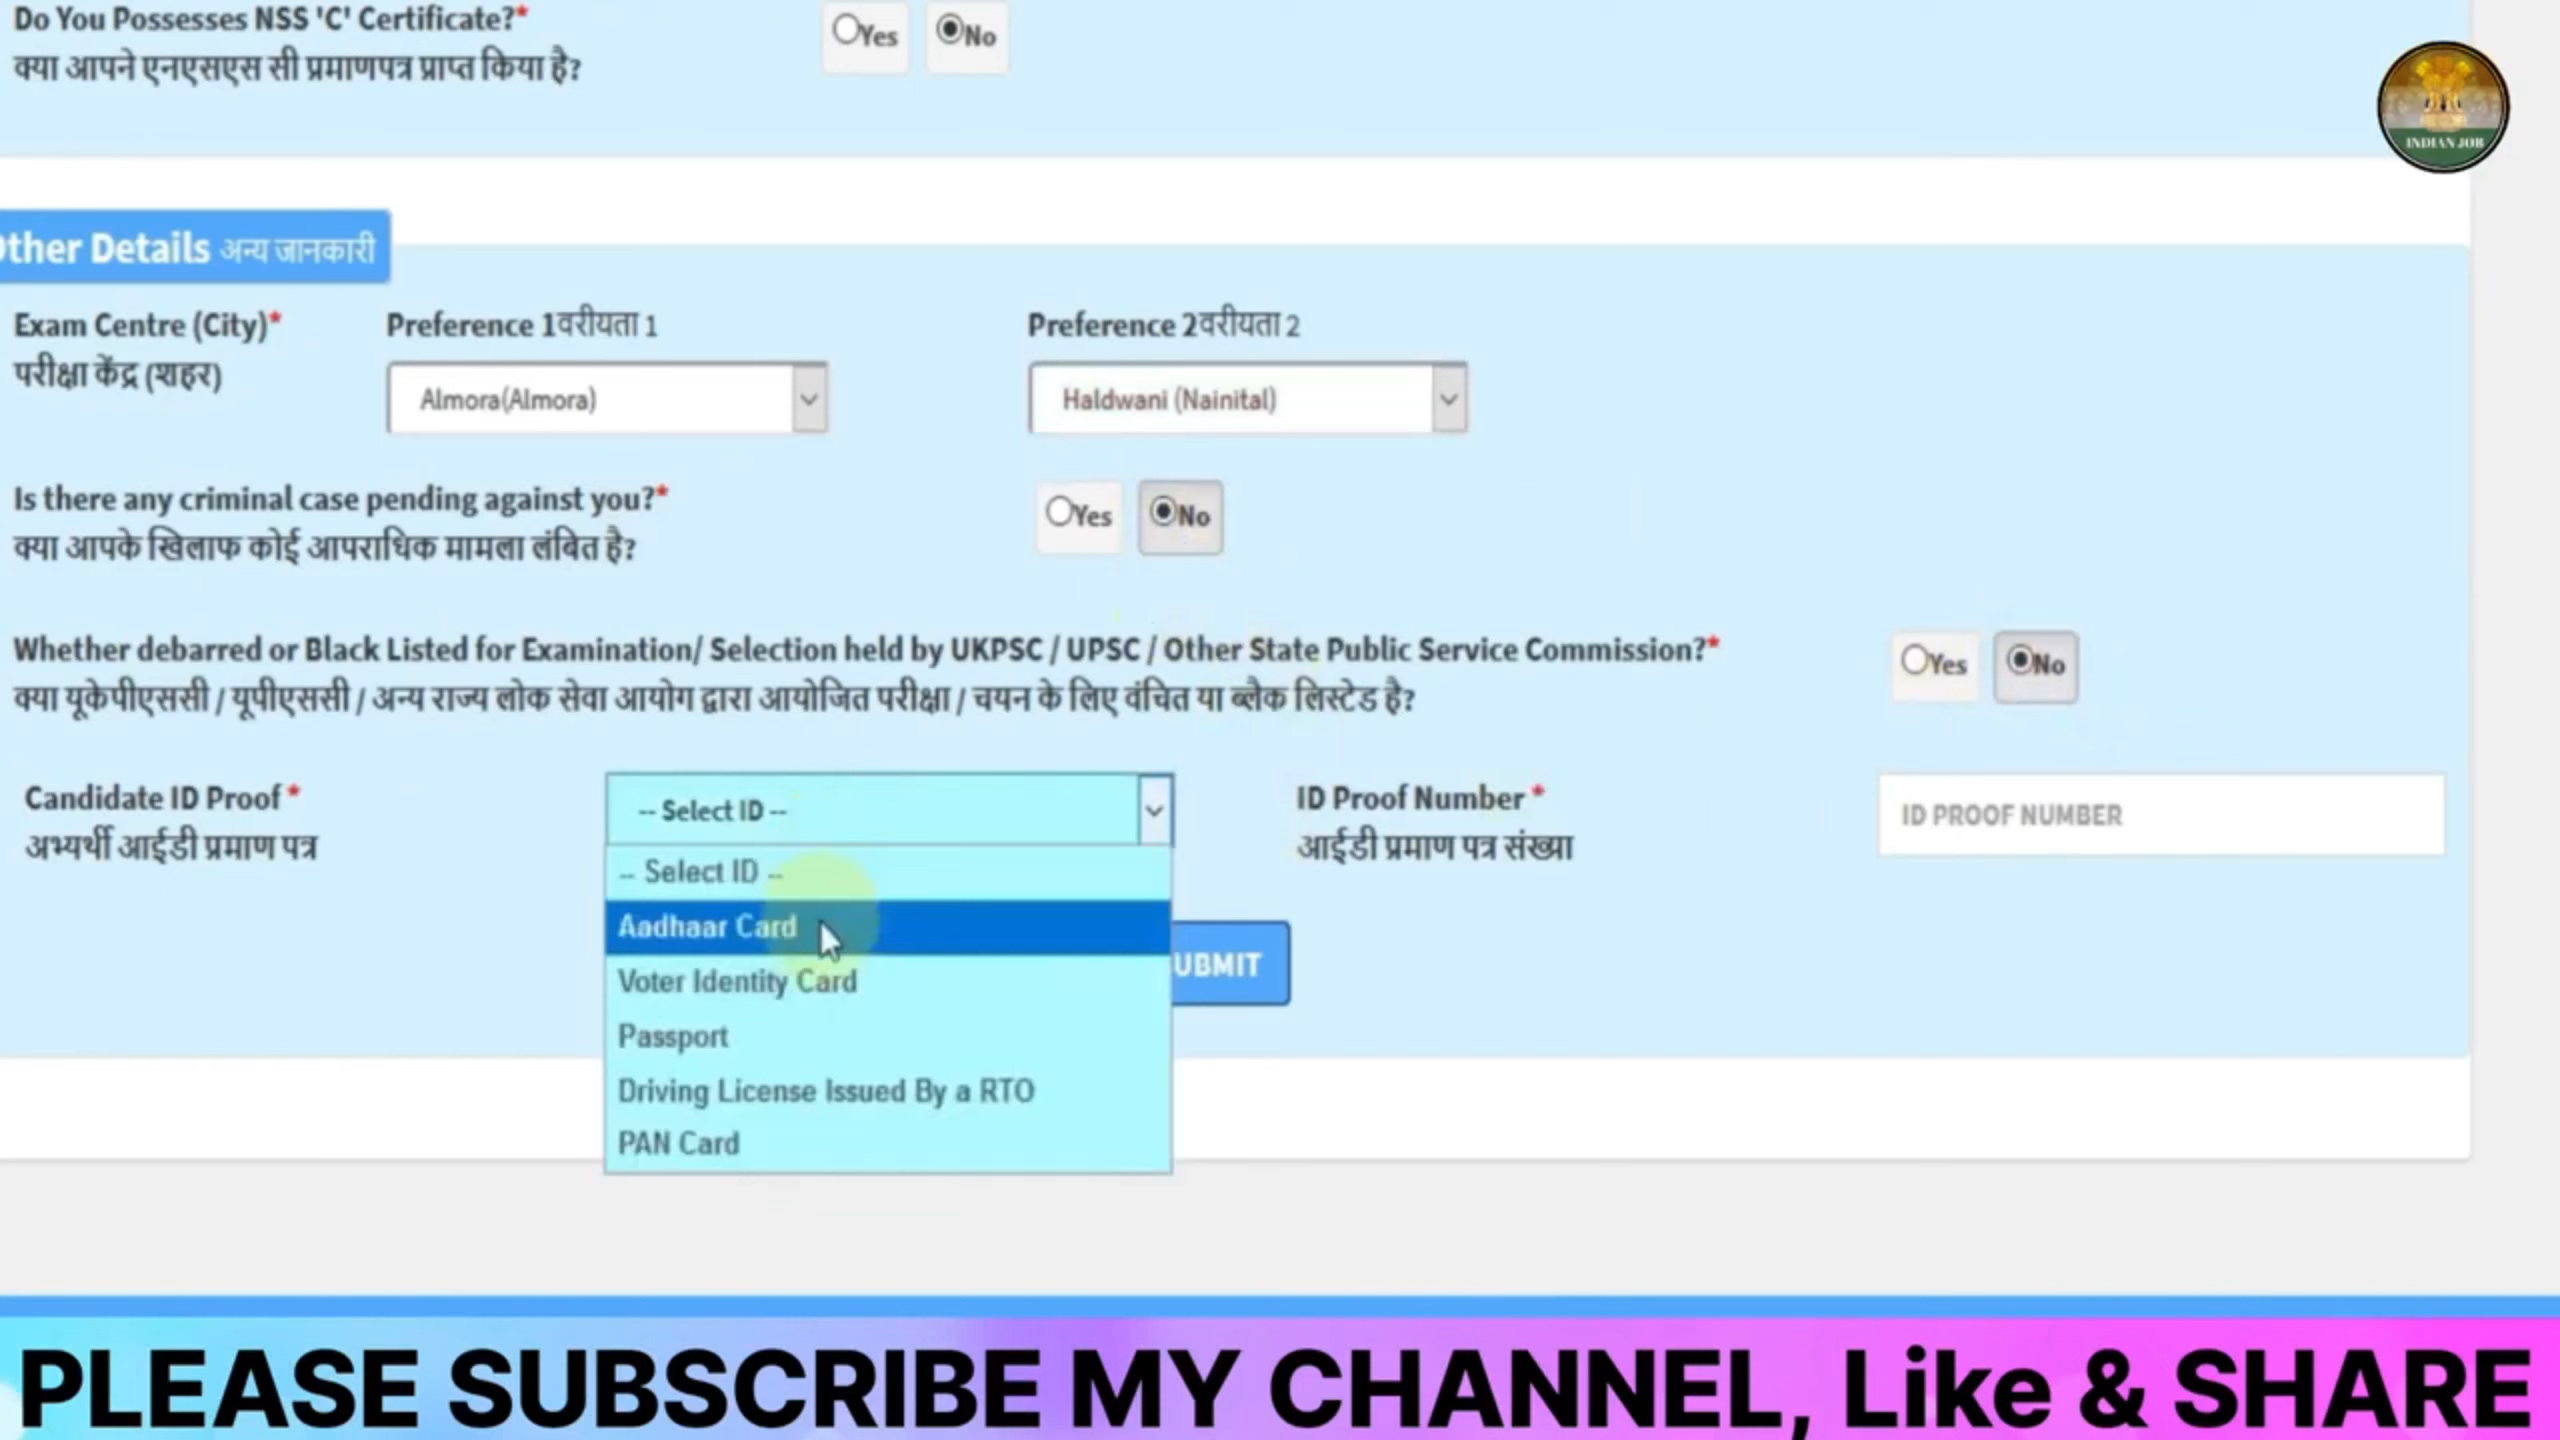 Do You Possesses NSS 'C' Certificate?*
Yes No
क्या आपने एनएसएस सी प्रमाणपत्र प्राप्त किया है?
INDIAN JOB
ther Details अन्य जानकारी
Exam Centre (City)*
परीक्षा केंद्र (शहर)
Preference 1वरीयता 1
Almora(Almora)
Preference 2वरीयता 2
Haldwani (Nainital)
Is there any criminal case pending against you?*
Yes No
क्या आपके खिलाफ कोई आपराधिक मामला लंबित है?
Whether debarred or Black Listed for Examination/ Selection held by UKPSC / UPSC / Other State Public Service Commission?*
Yes No
क्या यूकेपीएससी / यूपीएससी / अन्य राज्य लोक सेवा आयोग द्वारा आयोजित परीक्षा / चयन के लिए वंचित या ब्लैक लिस्टेड है?
Candidate ID Proof *
अभ्यर्थी आईडी प्रमाण पत्र
-- Select ID --
-- Select ID --
Aadhaar Card
Voter Identity Card
Passport
Driving License Issued By a RTO
PAN Card
ID Proof Number *
आईडी प्रमाण पत्र संख्या
ID PROOF NUMBER
UBMIT
PLEASE SUBSCRIBE MY CHANNEL, Like & SHARE